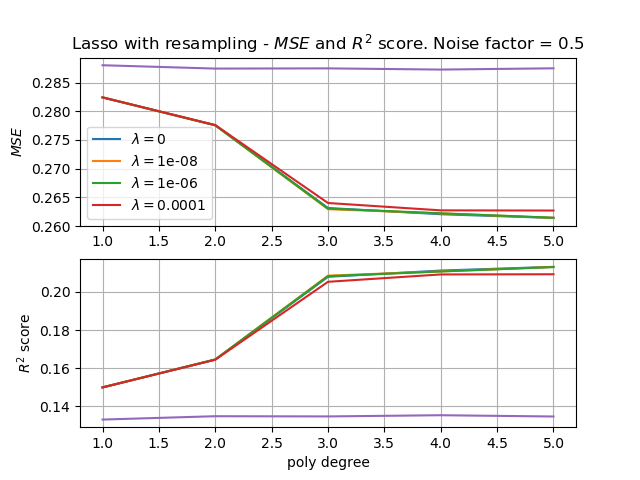 Lasso with resampling - MSE and R² score. Noise factor = 0.5
0.285
0.280
0.275
0.270
0.265
0.260
MSE
λ = 0
λ = 1e-08
λ = 1e-06
λ = 0.0001
1.0 1.5 2.0 2.5 3.0 3.5 4.0 4.5 5.0
0.20
0.18
0.16
0.14
R² score
1.0 1.5 2.0 2.5 3.0 3.5 4.0 4.5 5.0
poly degree